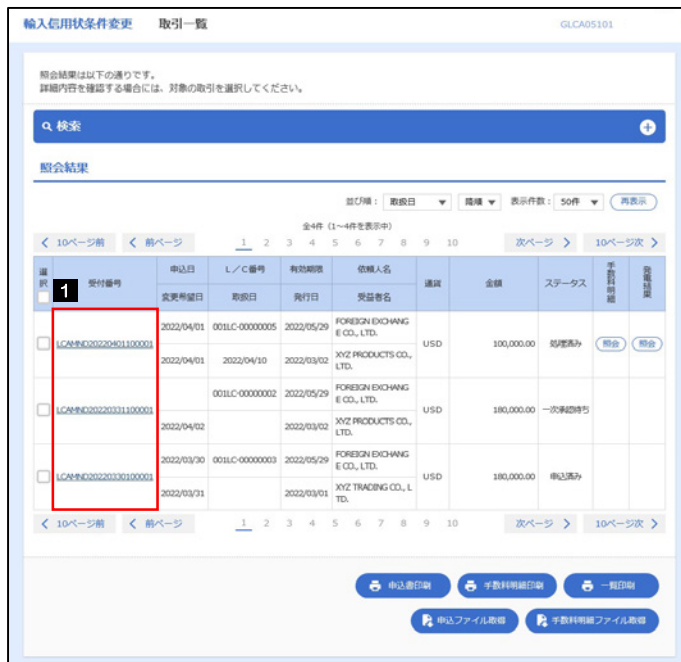 輸入信用状条件変更 取引一覧 GLCA05101
照会結果は以下の通りです。
詳細内容を確認する場合には、対象の取引を選択してください。
検索
照会結果
並び順： 取扱日 降順 表示件数： 50件 再表示
全4件（1～4件を表示中）
10ページ前 前ページ 1 2 3 4 5 6 7 8 9 10 次ページ 10ページ次
選択 受付番号 申込日 L／C番号 有効期限 依頼人名 通貨 金額 ステータス 手数料明細 発電結果
変更希望日 取扱日 発行日 受益者名
1
2022/04/01 001LC-00000005 2022/05/29 FOREIGN EXCHANG
E CO., LTD.
LCAMND20220401100001 USD 100,000.00 処理済み 照会 照会
2022/04/01 2022/04/10 2022/03/02 XYZ PRODUCTS CO.,
LTD.
001LC-00000002 2022/05/29 FOREIGN EXCHANG
E CO., LTD.
LCAMND20220331100001 USD 180,000.00 一次承認待ち
2022/04/02 2022/03/02 XYZ PRODUCTS CO.,
LTD.
2022/03/30 001LC-00000003 2022/05/29 FOREIGN EXCHANG
E CO., LTD.
LCAMND20220330100001 USD 180,000.00 申込済み
2022/03/31 2022/03/01 XYZ TRADING CO., L
TD.
10ページ前 前ページ 1 2 3 4 5 6 7 8 9 10 次ページ 10ページ次
申込書印刷 手数料明細印刷 一覧印刷
申込ファイル取得 手数料明細ファイル取得